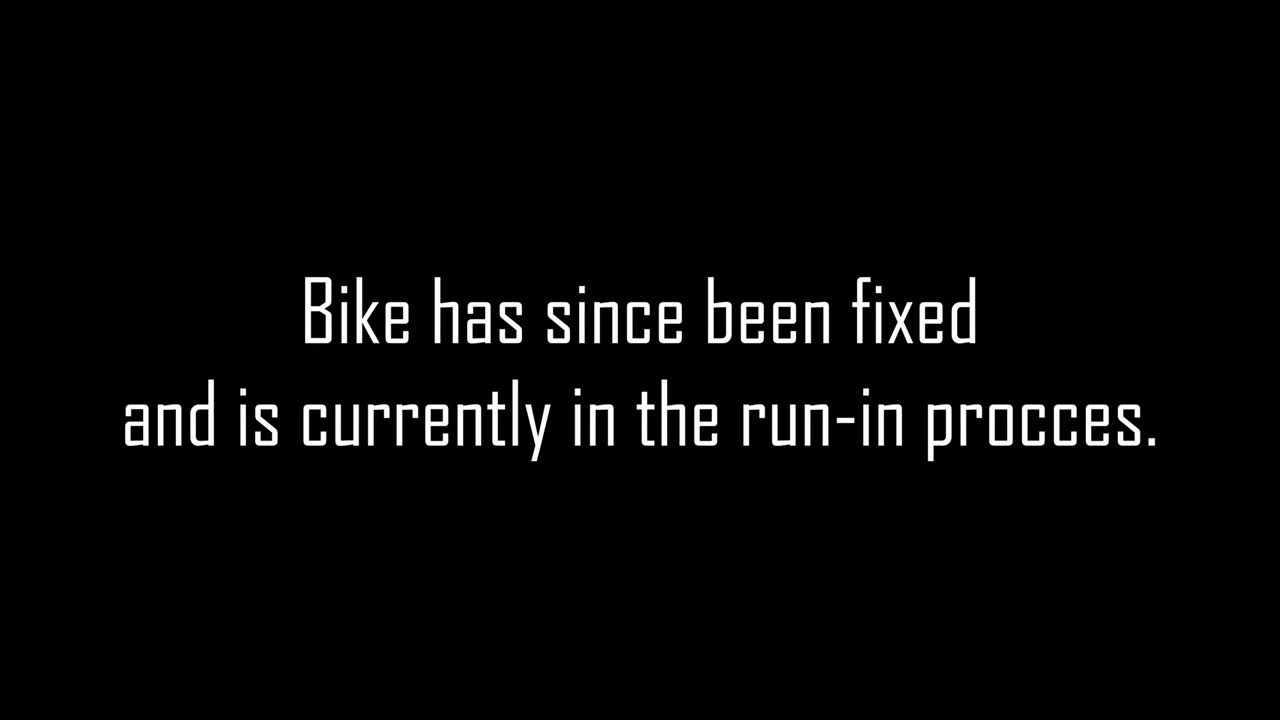 Bike has since been fixed
and is currently in the run-in procces.